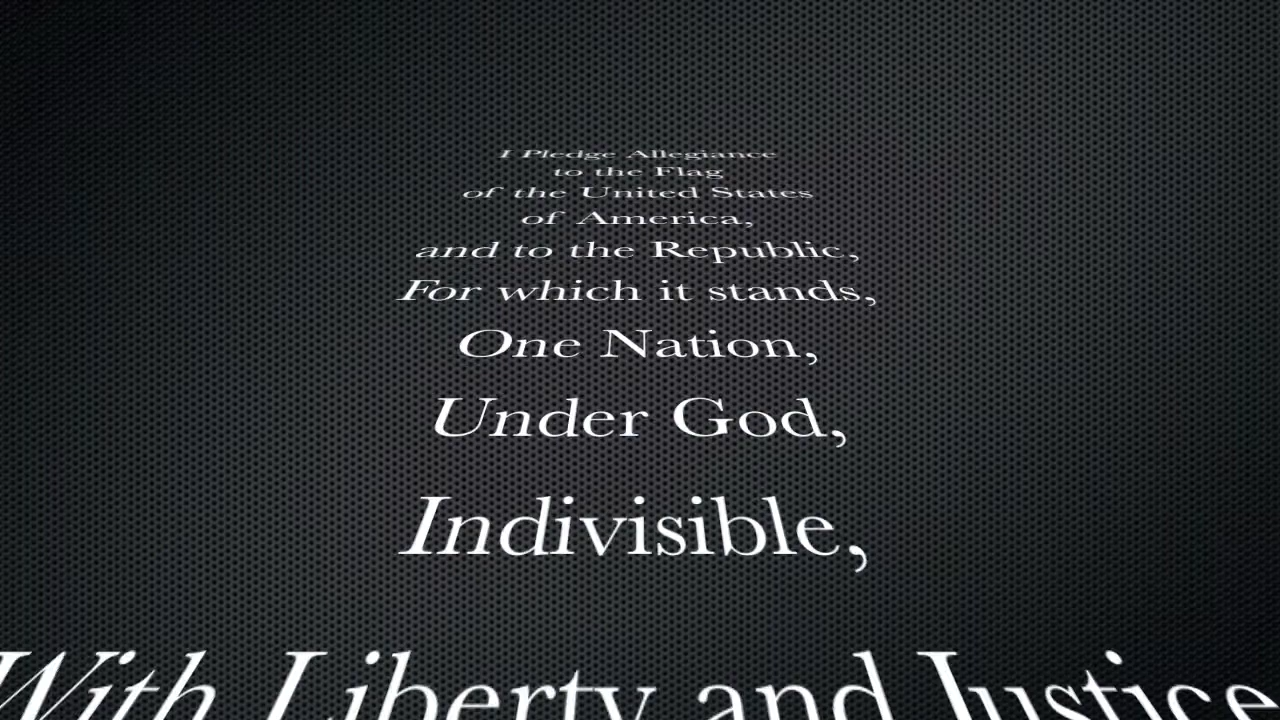 I Pledge Allegiance
to the Flag
of the United States
of America,
and to the Republic,
For which it stands,
One Nation,
Under God,
Indivisible,
With Liberty and Justice